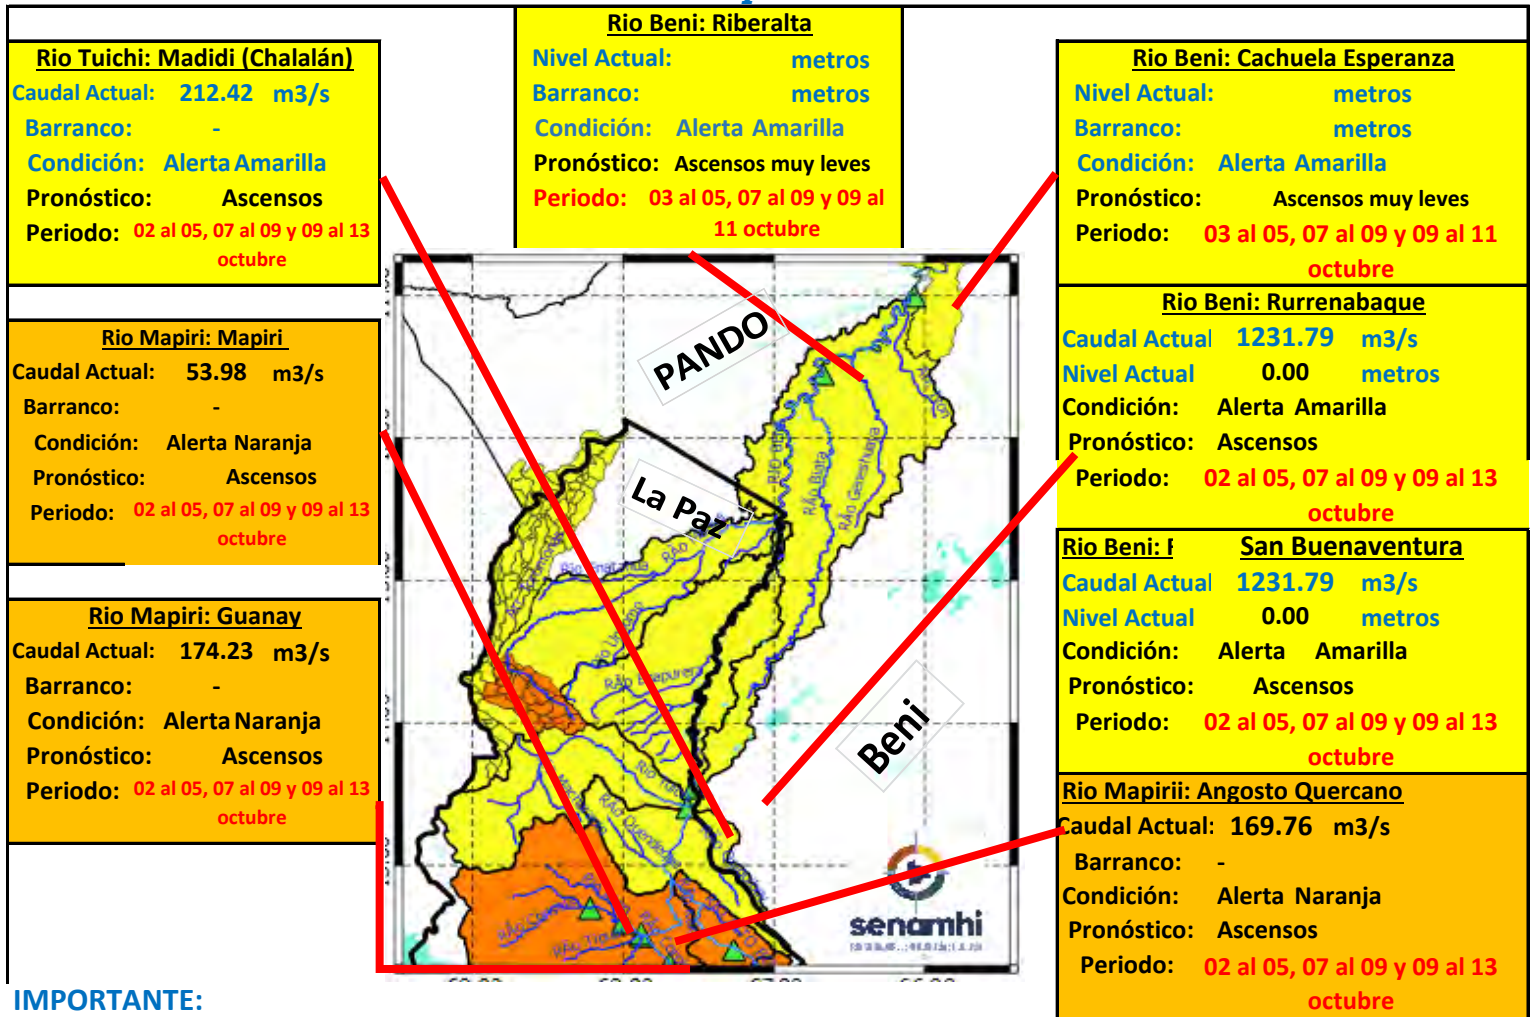 Rio Tuichi: Madidi (Chalalán)
Caudal Actual: 212.42 m3/s
Barranco: -
Condición: Alerta Amarilla
Pronóstico: Ascensos
Periodo: 02 al 05, 07 al 09 y 09 al 13
octubre
Rio Mapiri: Mapiri
Caudal Actual: 53.98 m3/s
Barranco: -
Condición: Alerta Naranja
Pronóstico: Ascensos
Periodo: 02 al 05, 07 al 09 y 09 al 13
octubre
Rio Mapiri: Guanay
Caudal Actual: 174.23 m3/s
Barranco: -
Condición: Alerta Naranja
Pronóstico: Ascensos
Periodo: 02 al 05, 07 al 09 y 09 al 13
octubre
Rio Beni: Riberalta
Nivel Actual: metros
Barranco: metros
Condición: Alerta Amarilla
Pronóstico: Ascensos muy leves
Periodo: 03 al 05, 07 al 09 y 09 al
11 octubre
PANDO
La Paz
Beni
RÃo Biata
RÃo Geneshuaya
senamhi
Rio Beni: Cachuela Esperanza
Nivel Actual: metros
Barranco: metros
Condición: Alerta Amarilla
Pronóstico: Ascensos muy leves
Periodo: 03 al 05, 07 al 09 y 09 al 11
octubre
Rio Beni: Rurrenabaque
Caudal Actual 1231.79 m3/s
Nivel Actual 0.00 metros
Condición: Alerta Amarilla
Pronóstico: Ascensos
Periodo: 02 al 05, 07 al 09 y 09 al 13
octubre
Rio Beni: San Buenaventura
Caudal Actual 1231.79 m3/s
Nivel Actual 0.00 metros
Condición: Alerta Amarilla
Pronóstico: Ascensos
Periodo: 02 al 05, 07 al 09 y 09 al 13
octubre
Rio Mapirii: Angosto Quercano
Caudal Actual: 169.76 m3/s
Barranco: -
Condición: Alerta Naranja
Pronóstico: Ascensos
Periodo: 02 al 05, 07 al 09 y 09 al 13
octubre
IMPORTANTE: